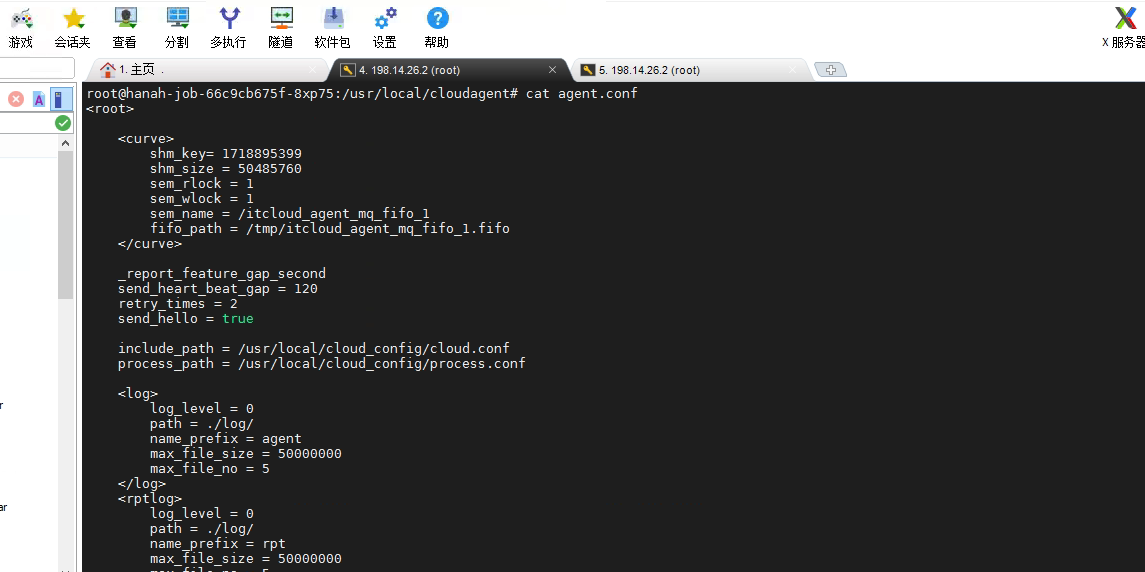 游戏 会话夹 查看 分割 多执行 隧道 软件包 设置 帮助 X 服务器
1. 主页 . 4. 198.14.26.2 (root) 5. 198.14.26.2 (root)
root@hanah-job-66c9cb675f-8xp75:/usr/local/cloudagent# cat agent.conf
<root>
<curve>
shm_key= 1718895399
shm_size = 50485760
sem_rlock = 1
sem_wlock = 1
sem_name = /itcloud_agent_mq_fifo_1
fifo_path = /tmp/itcloud_agent_mq_fifo_1.fifo
</curve>
_report_feature_gap_second
send_heart_beat_gap = 120
retry_times = 2
send_hello = true
include_path = /usr/local/cloud_config/cloud.conf
process_path = /usr/local/cloud_config/process.conf
<log>
log_level = 0
path = ./log/
name_prefix = agent
max_file_size = 50000000
max_file_no = 5
</log>
<rptlog>
log_level = 0
path = ./log/
name_prefix = rpt
max_file_size = 50000000